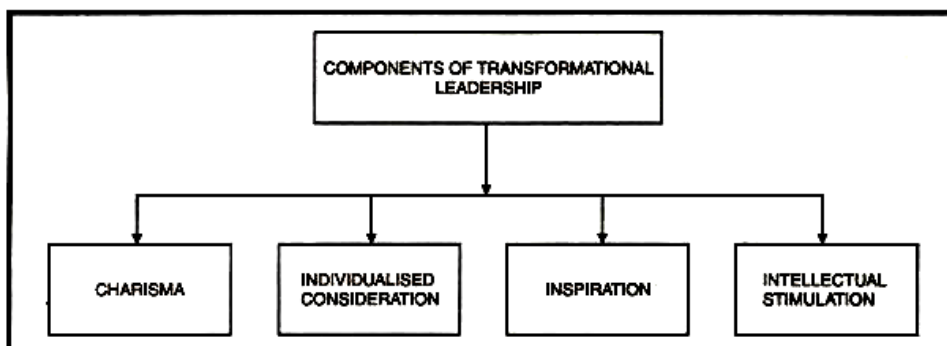 COMPONENTS OF TRANSFORMATIONAL
LEADERSHIP
CHARISMA
INDIVIDUALISED
CONSIDERATION
INSPIRATION
INTELLECTUAL
STIMULATION